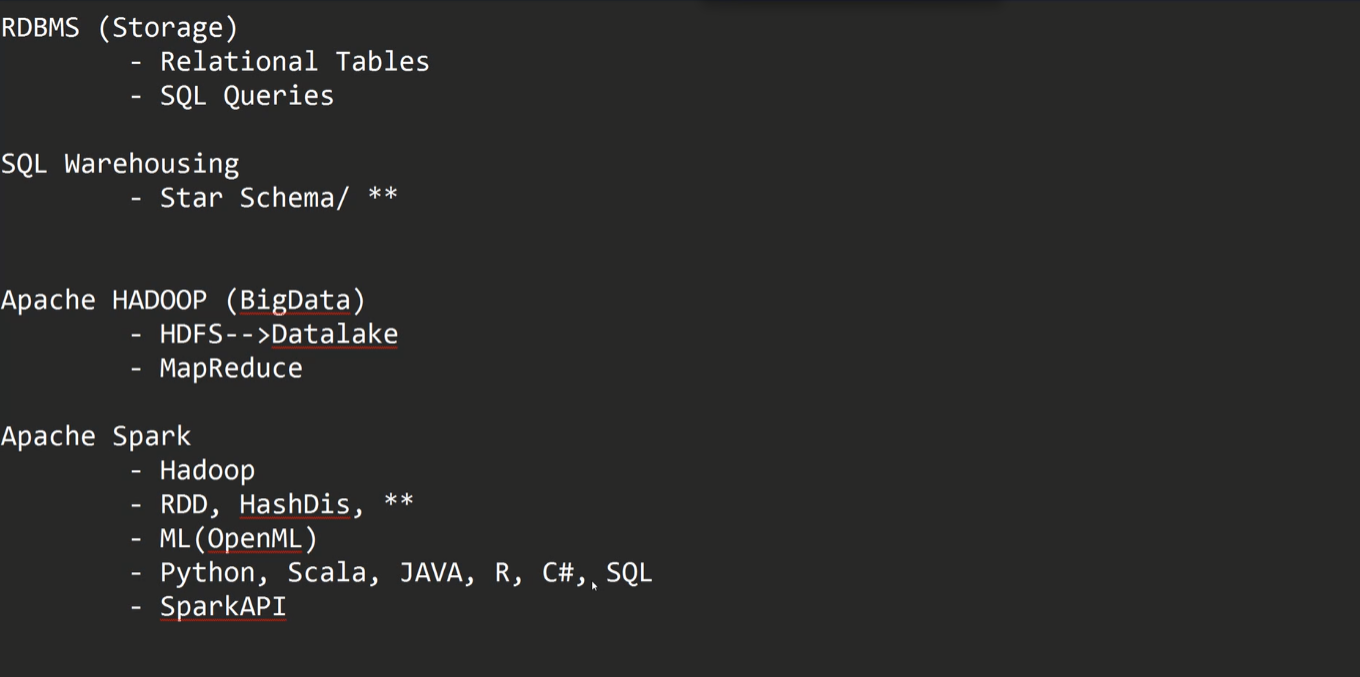 RDBMS (Storage)
- Relational Tables
- SQL Queries
SQL Warehousing
- Star Schema/ **
Apache HADOOP (BigData)
- HDFS-->Datalake
- MapReduce
Apache Spark
- Hadoop
- RDD, HashDis, **
- ML(OpenML)
- Python, Scala, JAVA, R, C#, SQL
- SparkAPI